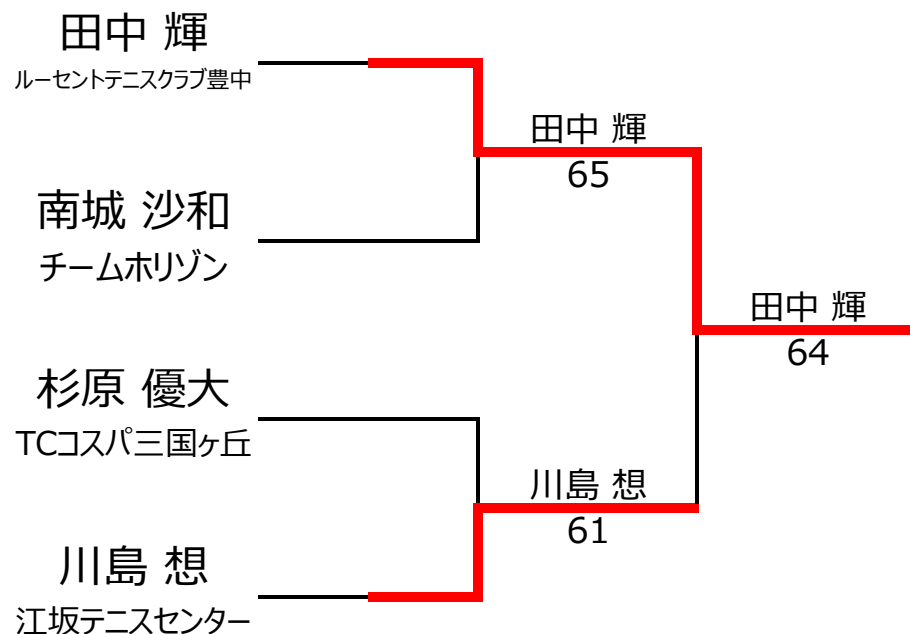 田中 輝
ルーセントテニスクラブ豊中
田中 輝
65
南城 沙和
チームホリゾン
田中 輝
64
杉原 優大
TCコスパ三国ヶ丘
川島 想
61
川島 想
江坂テニスセンター